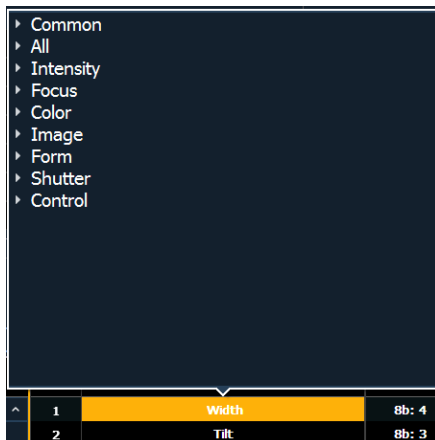 Common
All
Intensity
Focus
Color
Image
Form
Shutter
Control
1 Width 8b: 4
2 Tilt 8b: 3